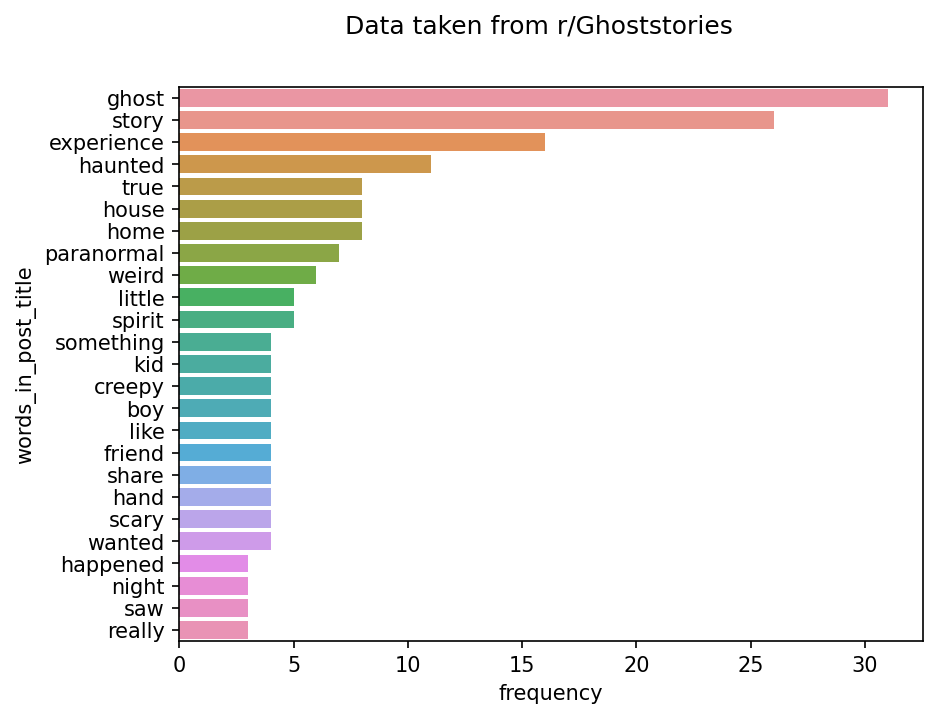 Data taken from r/Ghoststories
words_in_post_title
ghost
story
experience
haunted
true
house
home
paranormal
weird
little
spirit
something
kid
creepy
boy
like
friend
share
hand
scary
wanted
happened
night
saw
really
0 5 10 15 20 25 30
frequency